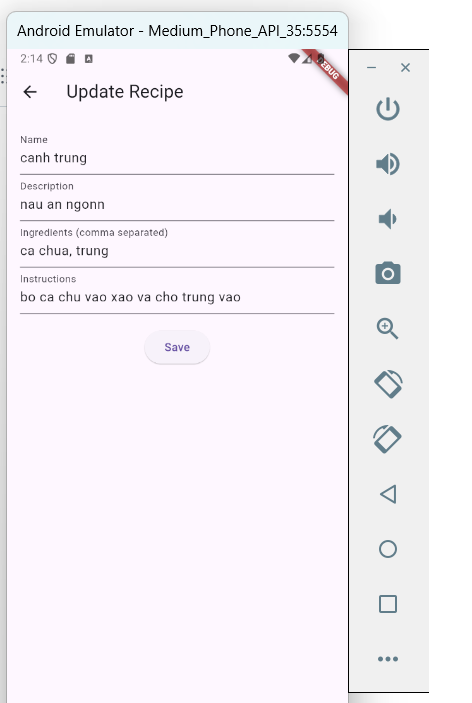 Android Emulator - Medium_Phone_API_35:5554
2:14
DEBUG
Update Recipe
Name
canh trung
Description
nau an ngonn
Ingredients (comma separated)
ca chua, trung
Instructions
bo ca chu vao xao va cho trung vao
Save